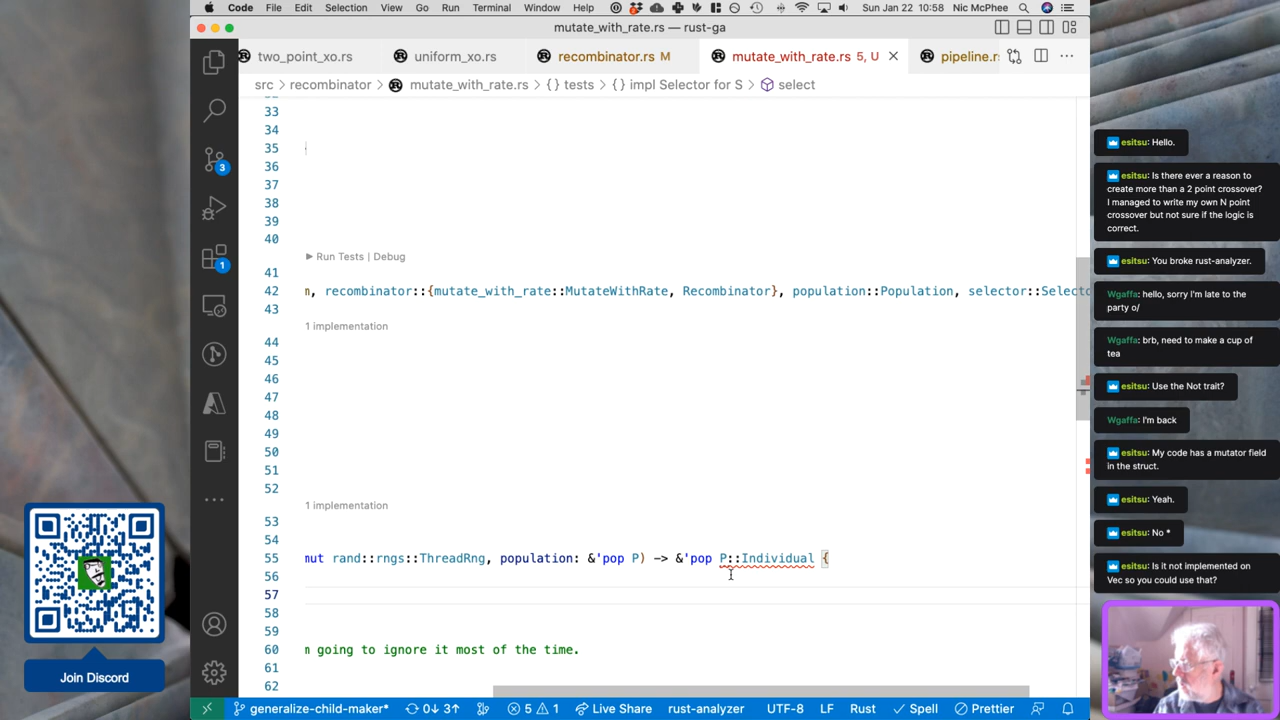 Code File Edit Selection View Go Run Terminal Window Help Sun Jan 22 10:58 Nic McPhee
mutate_with_rate.rs — rust-ga
two_point_xo.rs uniform_xo.rs recombinator.rs M mutate_with_rate.rs 5, U pipeline.r
src > recombinator > mutate_with_rate.rs > {} tests > {} impl Selector for S > select
33
34
35
36
37
38
39
40
▶ Run Tests | Debug
41
42 n, recombinator::{mutate_with_rate::MutateWithRate, Recombinator}, population::Population, selector::Select
43
1 implementation
44
45
46
47
48
49
50
51
52
1 implementation
53
54
55 mut rand::rngs::ThreadRng, population: &'pop P) -> &'pop P::Individual {
56
57
58
59
60 n going to ignore it most of the time.
61
62
3
1
generalize-child-maker* 0↓ 3↑ 5 1 Live Share rust-analyzer UTF-8 LF Rust Spell Prettier
esitsu: Hello.
esitsu: Is there ever a reason to
create more than a 2 point crossover?
I managed to write my own N point
crossover but not sure if the logic is
correct.
esitsu: You broke rust-analyzer.
Wgaffa: hello, sorry I'm late to the
party o/
Wgaffa: brb, need to make a cup of
tea
esitsu: Use the Not trait?
Wgaffa: I'm back
esitsu: My code has a mutator field
in the struct.
esitsu: Yeah.
esitsu: No *
esitsu: Is it not implemented on
Vec so you could use that?
Join Discord